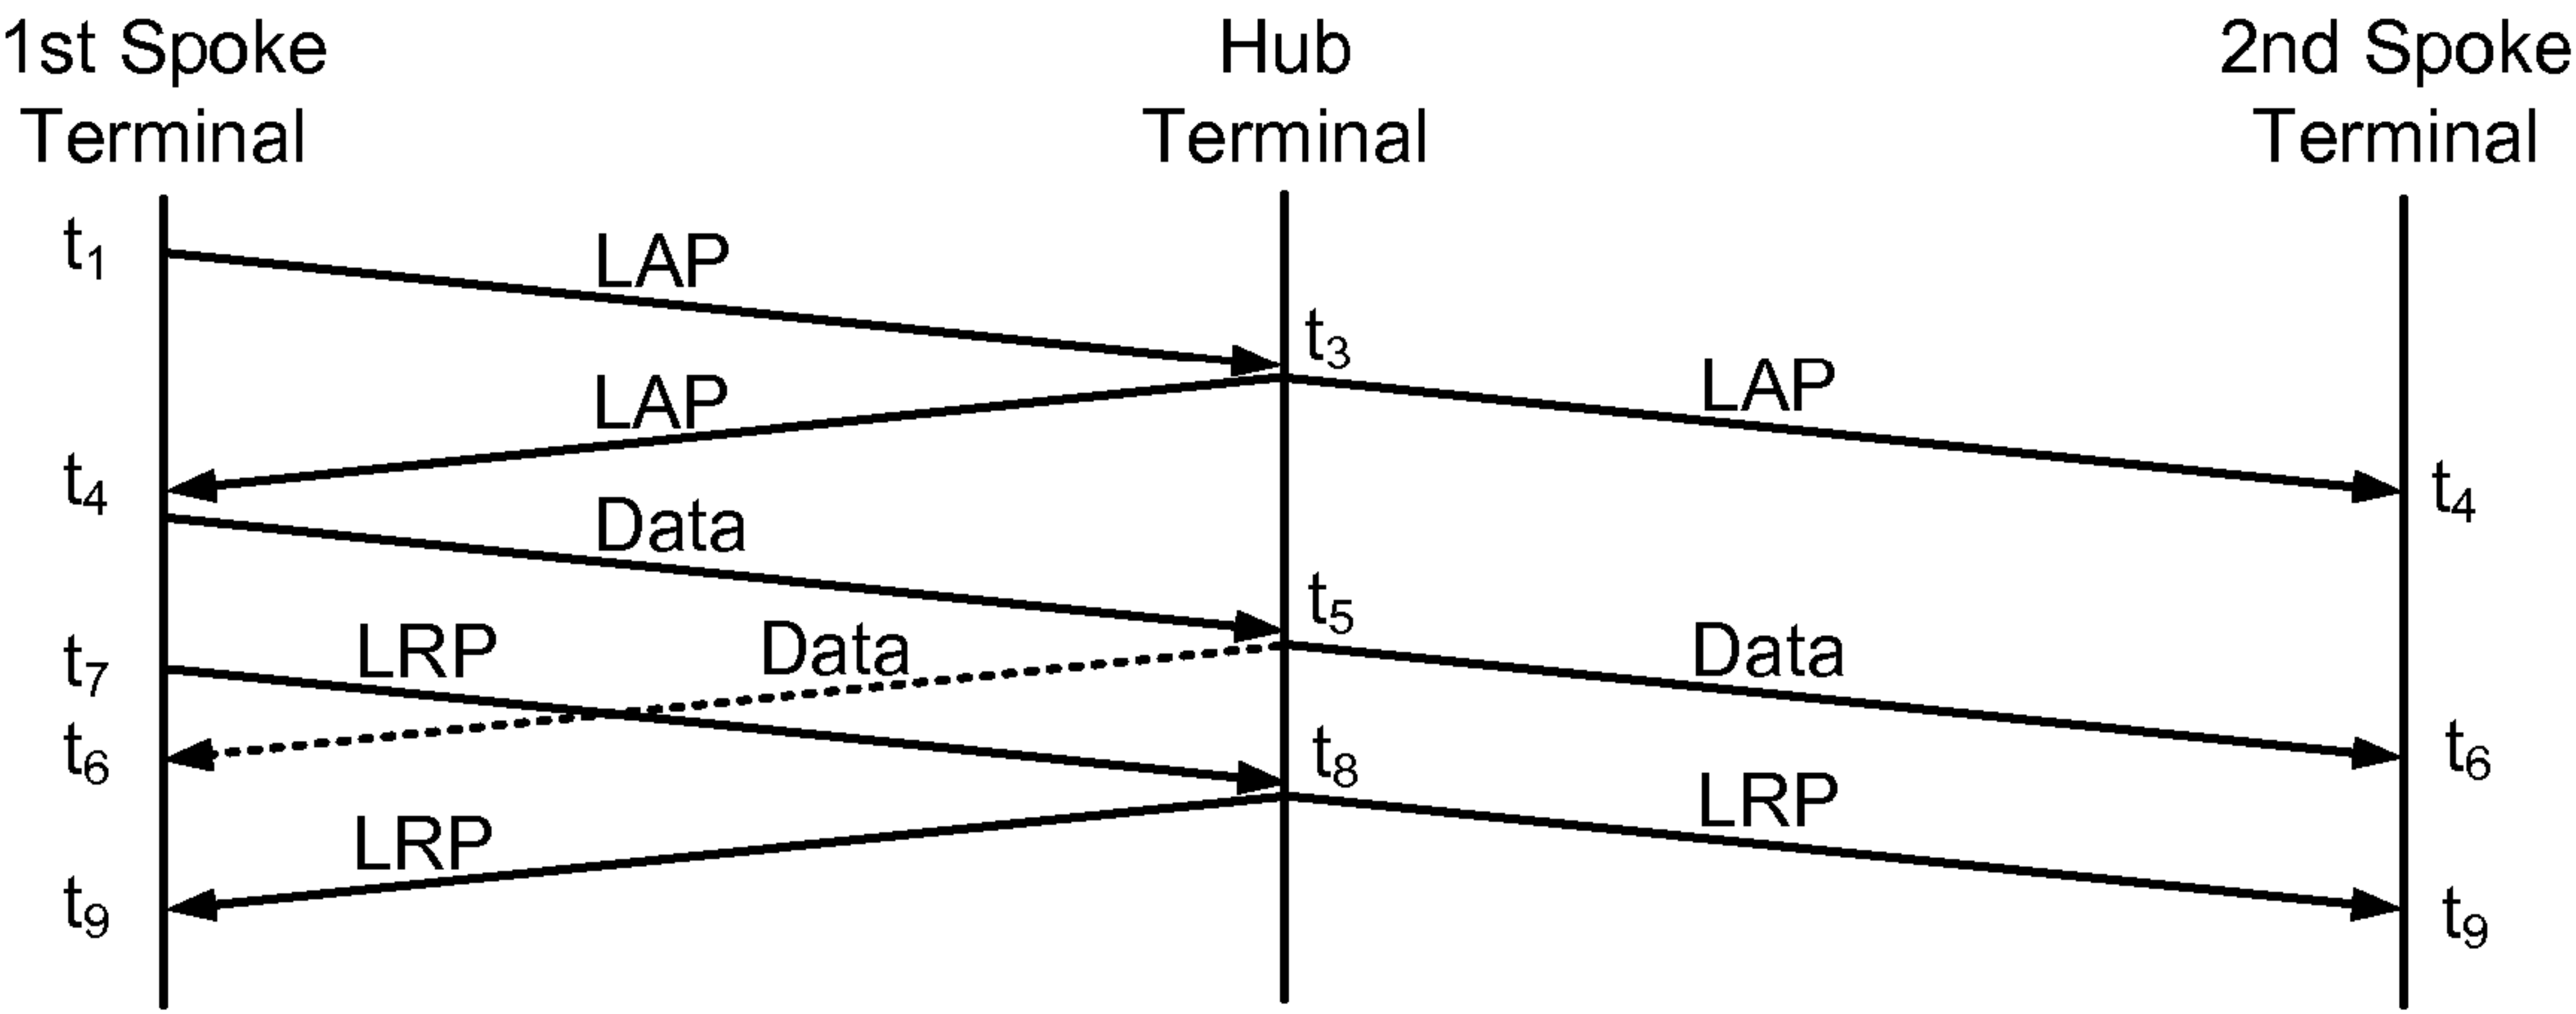 1st Spoke
Terminal
Hub
Terminal
2nd Spoke
Terminal
t1
LAP
t3
LAP
LAP
t4
t4
Data
t5
LRP
Data
Data
t7
t6
t8
t6
LRP
LRP
t9
t9